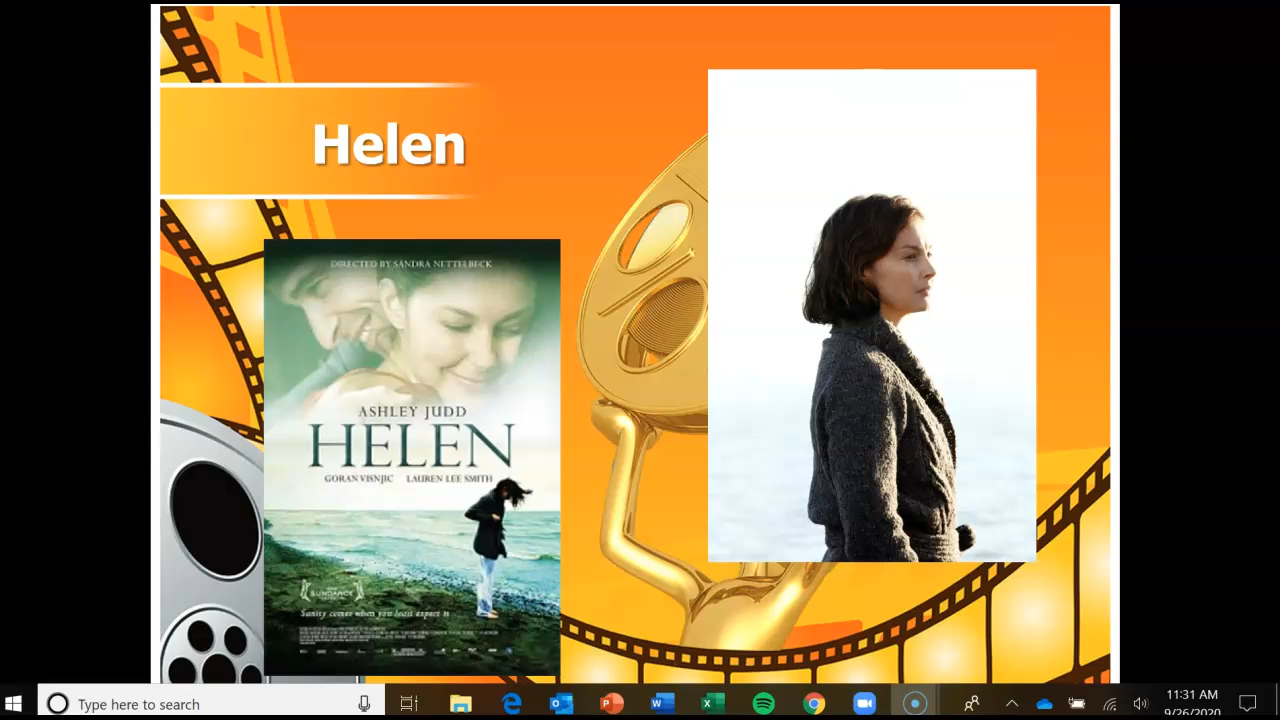 Helen
DIRECTED BY SANDRA NETTELBECK
ASHLEY JUDD
HELEN
GORAN VISNJIC LAUREN LEE SMITH
SUNDANCE
Sanity comes when you least expect it
Type here to search
11:31 AM
9/26/2020